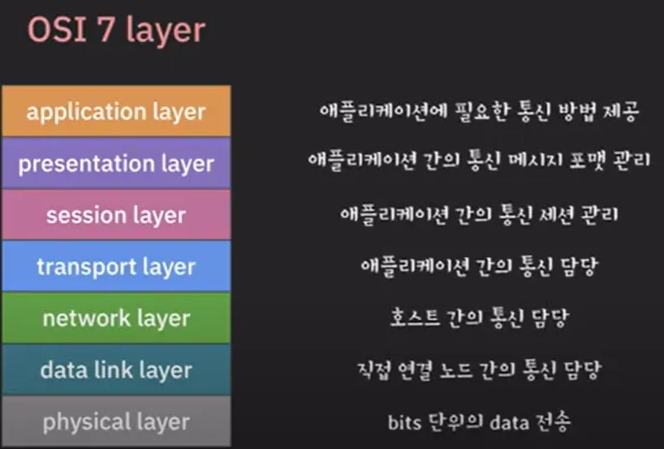 OSI 7 layer
application layer 애플리케이션에 필요한 통신 방법 제공
presentation layer 애플리케이션 간의 통신 메시지 포맷 관리
session layer 애플리케이션 간의 통신 세션 관리
transport layer 애플리케이션 간의 통신 담당
network layer 호스트 간의 통신 담당
data link layer 직접 연결 노드 간의 통신 담당
physical layer bits 단위의 data 전송